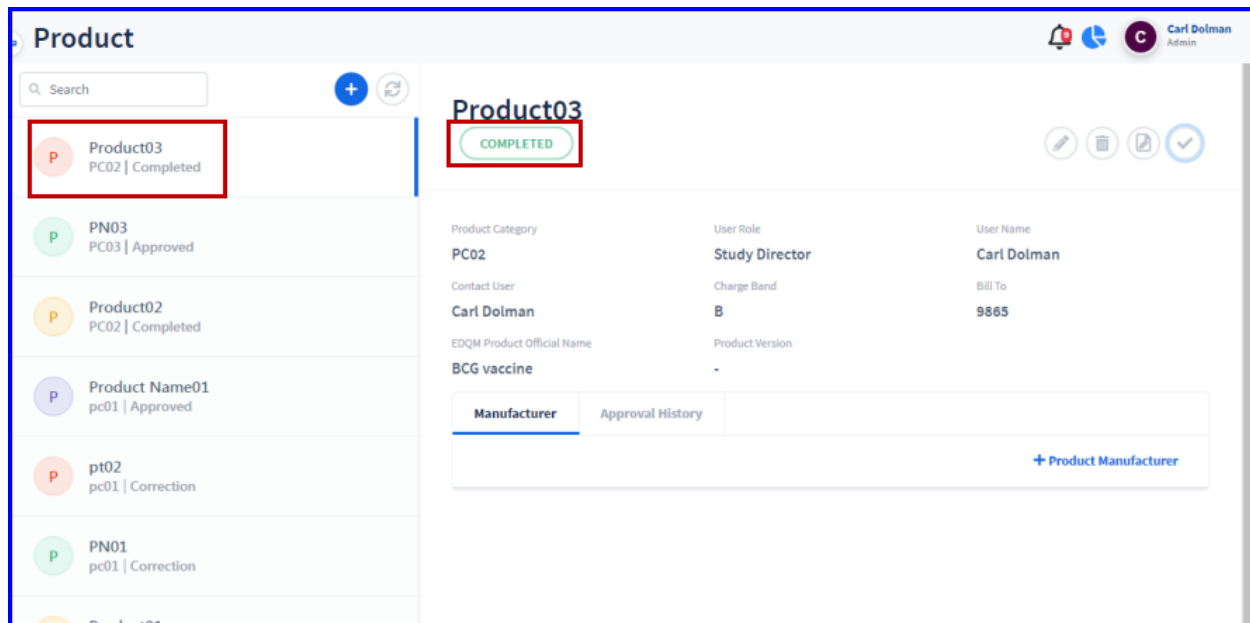 Product
Carl Dolman
Admin
C
Search
P
Product03
PC02 | Completed
P
PN03
PC03 | Approved
P
Product02
PC02 | Completed
P
Product Name01
pc01 | Approved
P
pt02
pc01 | Correction
P
PN01
pc01 | Correction
Product03
COMPLETED
Product Category
User Role
User Name
PC02
Study Director
Carl Dolman
Contact User
Charge Band
Bill To
Carl Dolman
B
9865
EDQM Product Official Name
Product Version
BCG vaccine
-
Manufacturer
Approval History
+ Product Manufacturer